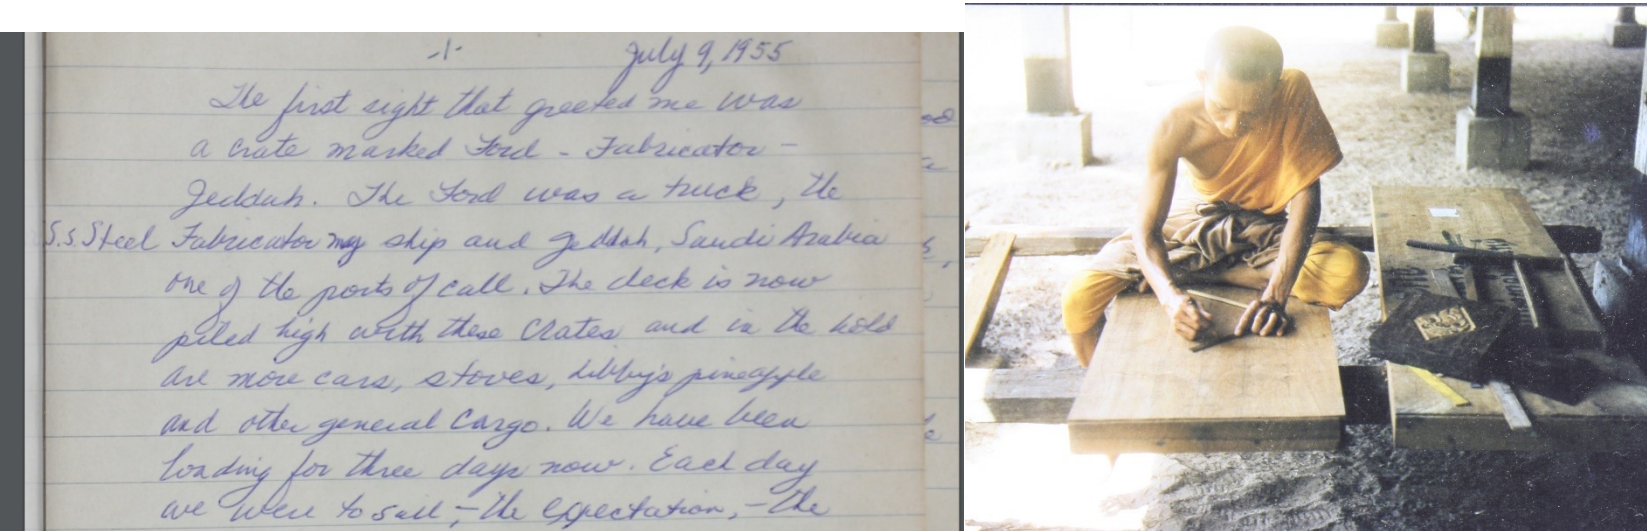 -1- July 9, 1955
The first sight that greeted me was
a crate marked Ford - Fabricator -
Jeddah. The Ford was a truck, the
S.S Steel Fabricator my ship and Jeddah, Saudi Arabia
one of the ports of call. The deck is now
piled high with these crates and in the hold
are more cars, stoves, Libby's pineapple
and other general cargo. We have been
loading for three days now. Each day
we were to sail, - the expectation, - the